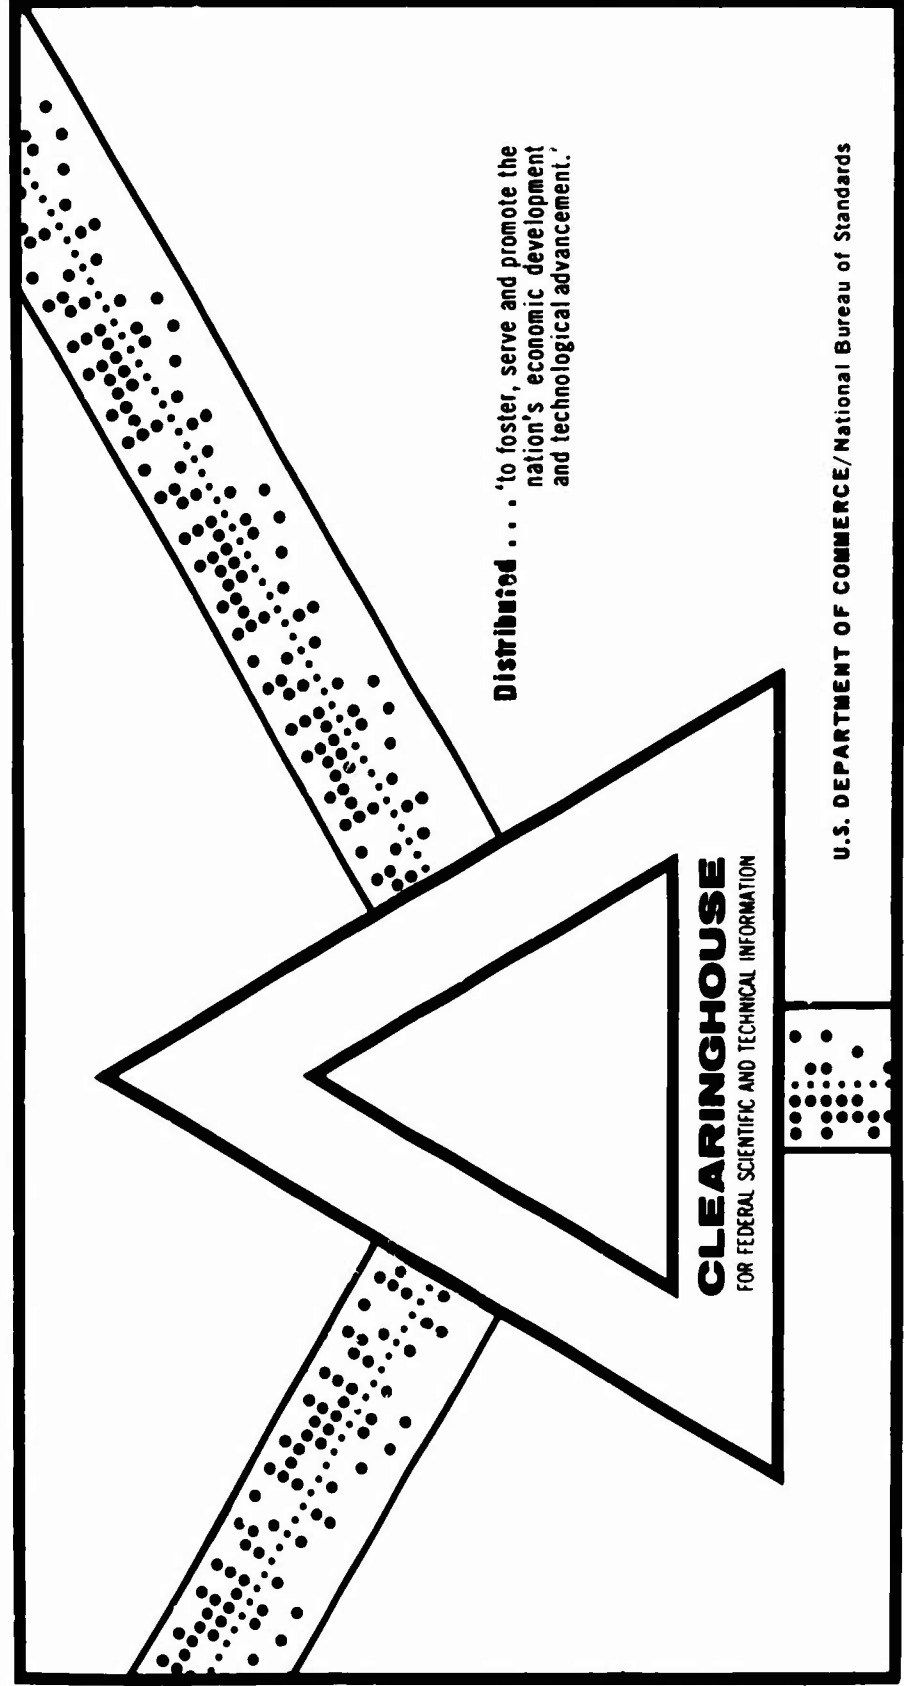 Distributed . . . 'to foster, serve and promote the
nation's economic development
and technological advancement.'
CLEARINGHOUSE
FOR FEDERAL SCIENTIFIC AND TECHNICAL INFORMATION
U.S. DEPARTMENT OF COMMERCE/National Bureau of Standards